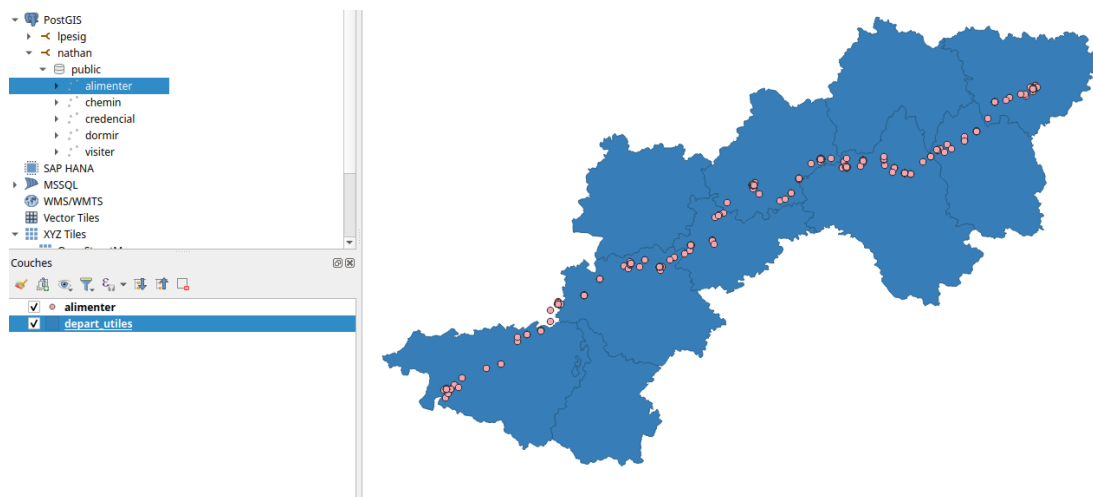 PostGIS
lpesig
nathan
public
alimenter
chemin
credencial
dormir
visiter
SAP HANA
MSSQL
WMS/WMTS
Vector Tiles
XYZ Tiles
Couches
alimenter
depart_utiles